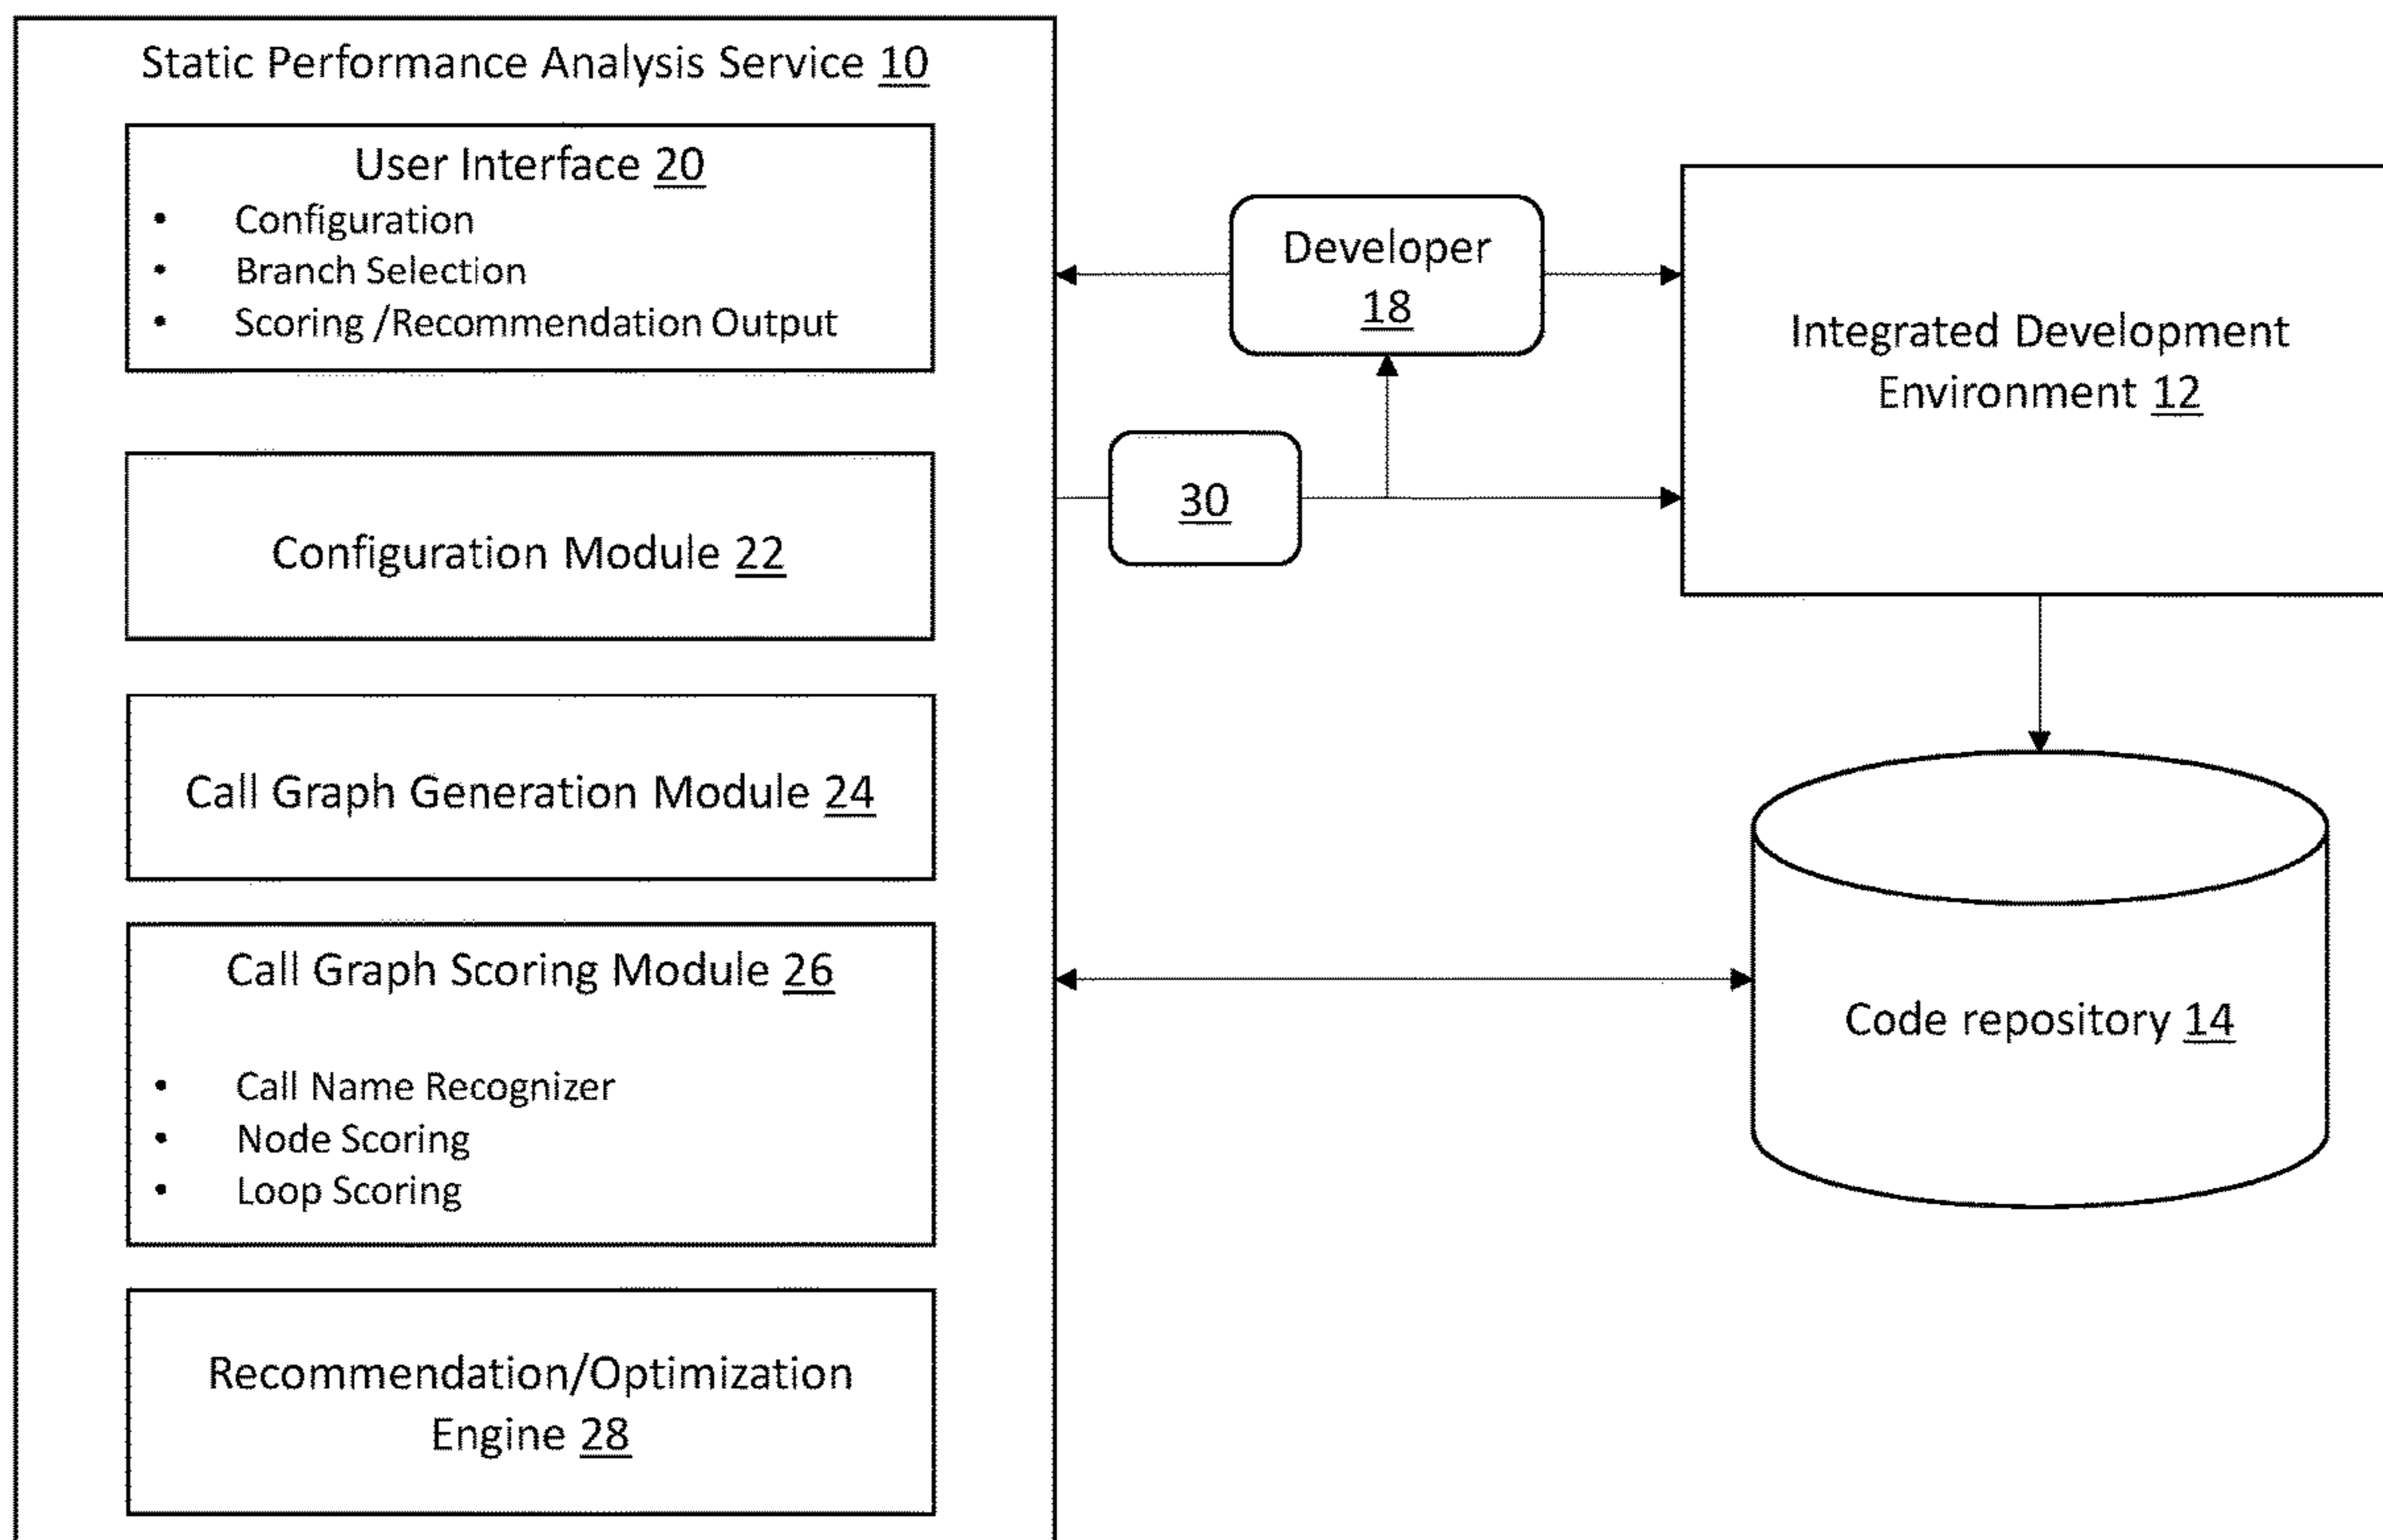 Static Performance Analysis Service 10
User Interface 20
• Configuration
• Branch Selection
• Scoring /Recommendation Output
Configuration Module 22
Call Graph Generation Module 24
Call Graph Scoring Module 26
• Call Name Recognizer
• Node Scoring
• Loop Scoring
Recommendation/Optimization
Engine 28
Developer
18
30
Integrated Development
Environment 12
Code repository 14